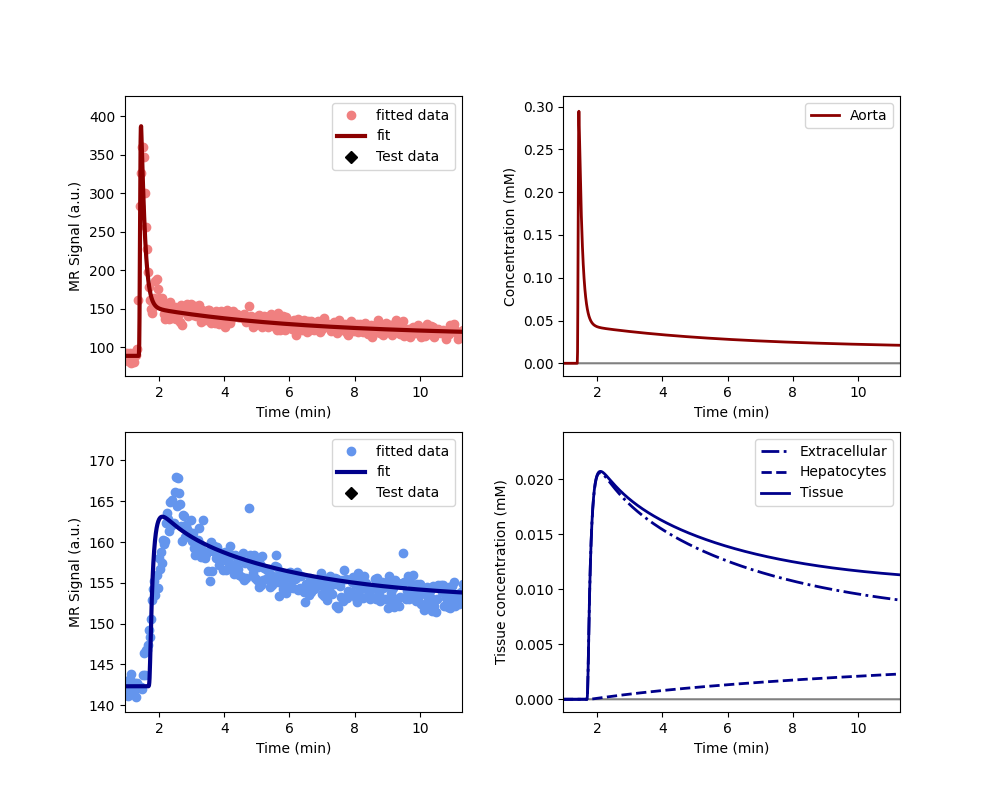 400
350
300
250
200
150
100
MR Signal (a.u.)
2 4 6 8 10
Time (min)
fitted data
fit
Test data
0.30
0.25
0.20
0.15
0.10
0.05
0.00
Concentration (mM)
2 4 6 8 10
Time (min)
Aorta
170
165
160
155
150
145
140
MR Signal (a.u.)
2 4 6 8 10
Time (min)
fitted data
fit
Test data
0.020
0.015
0.010
0.005
0.000
Tissue concentration (mM)
2 4 6 8 10
Time (min)
Extracellular
Hepatocytes
Tissue